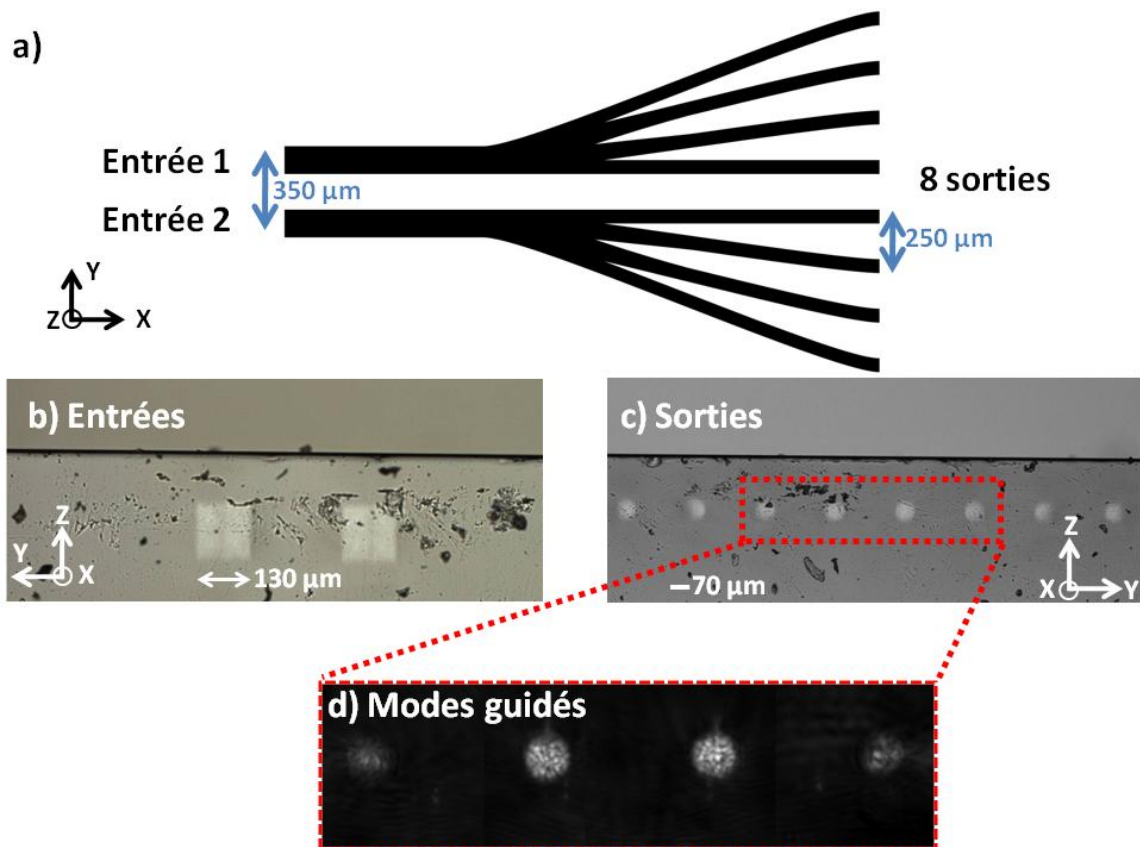 a)
Entrée 1
350 µm
Entrée 2
8 sorties
250 µm
Y
Z X
b) Entrées
Z
Y
X
130 µm
c) Sorties
Z
X Y
70 µm
d) Modes guidés